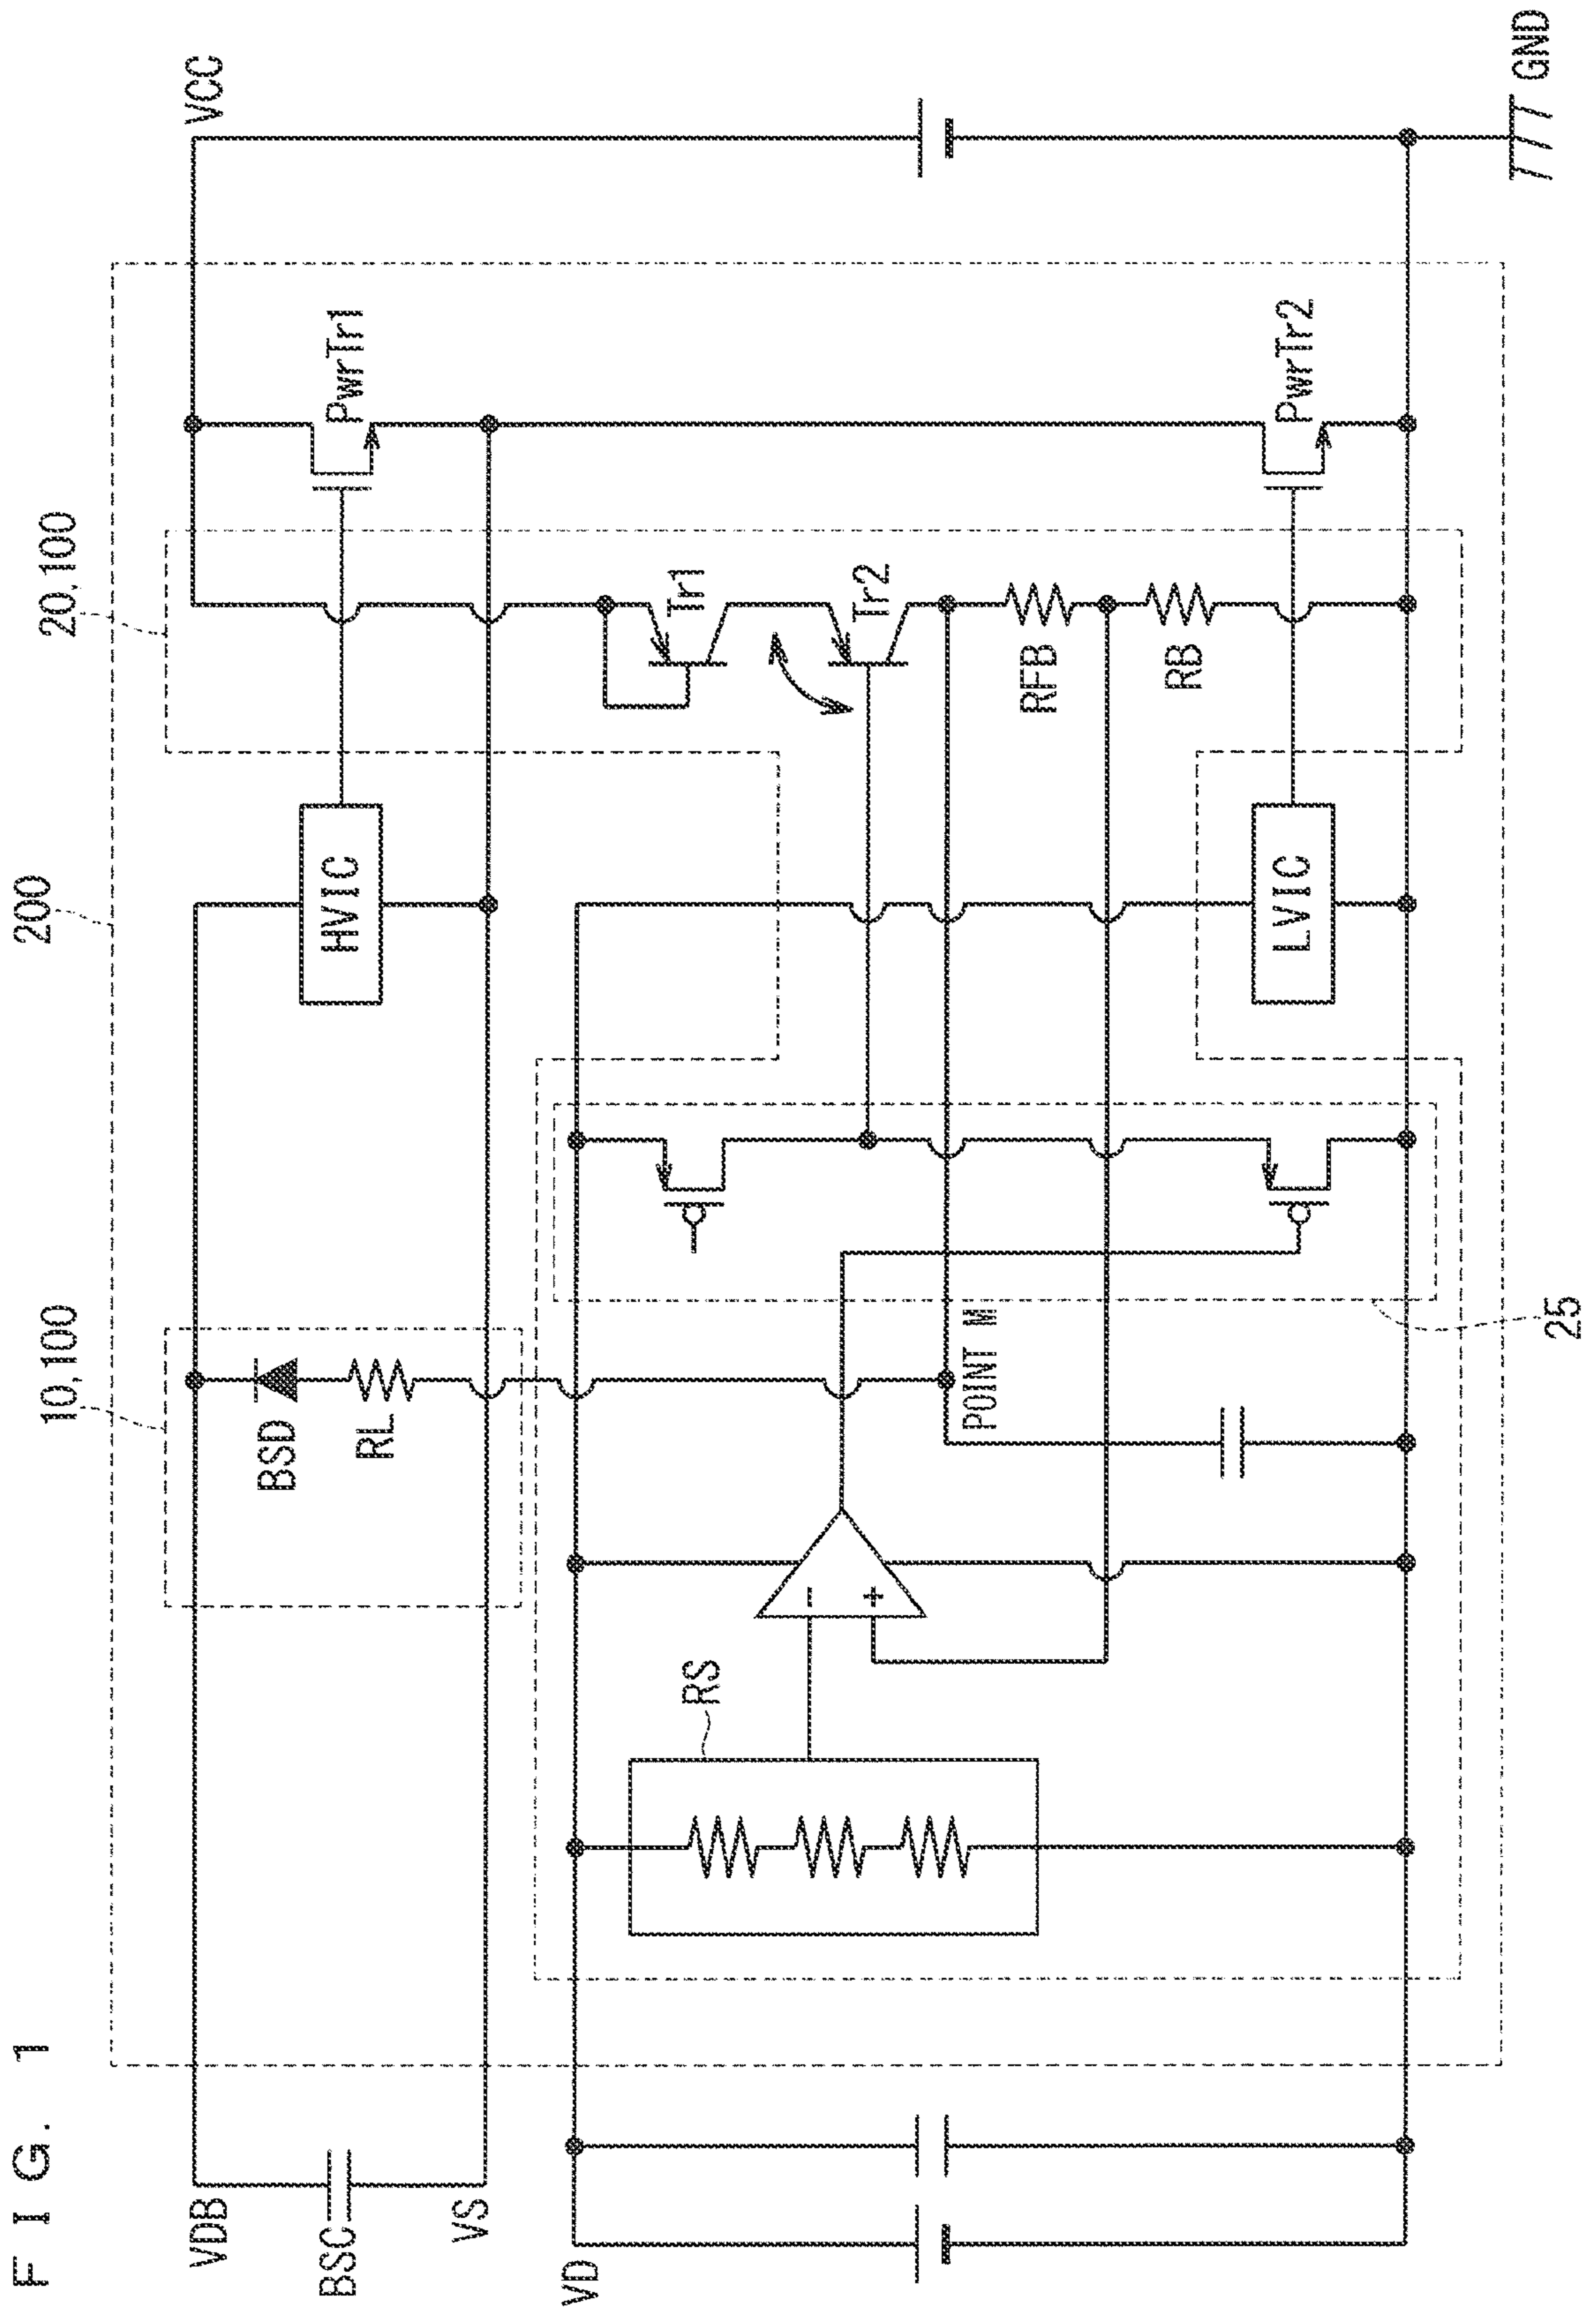 FIG. 1
200
10,100
20,100
VCC
VDB
BSC
VS
VD
BSD
RL
HVIC
PwrTr1
Tr1
Tr2
RS
-
+
POINT M
RFB
RB
LVIC
PwrTr2
25
GND